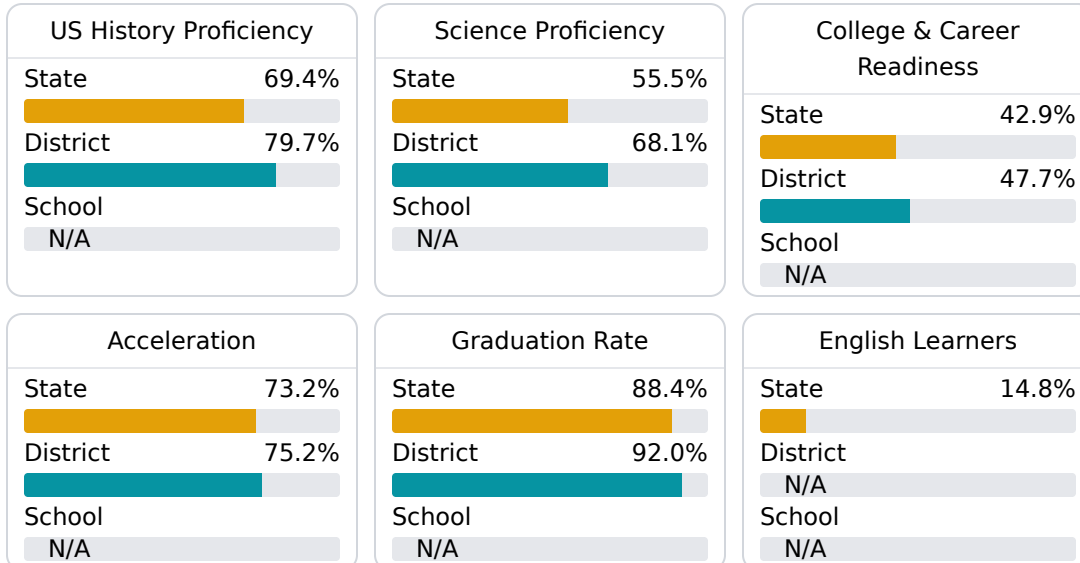 US History Proficiency
State 69.4%
District 79.7%
School
N/A
Science Proficiency
State 55.5%
District 68.1%
School
N/A
College & Career
Readiness
State 42.9%
District 47.7%
School
N/A
Acceleration
State 73.2%
District 75.2%
School
N/A
Graduation Rate
State 88.4%
District 92.0%
School
N/A
English Learners
State 14.8%
District
N/A
School
N/A